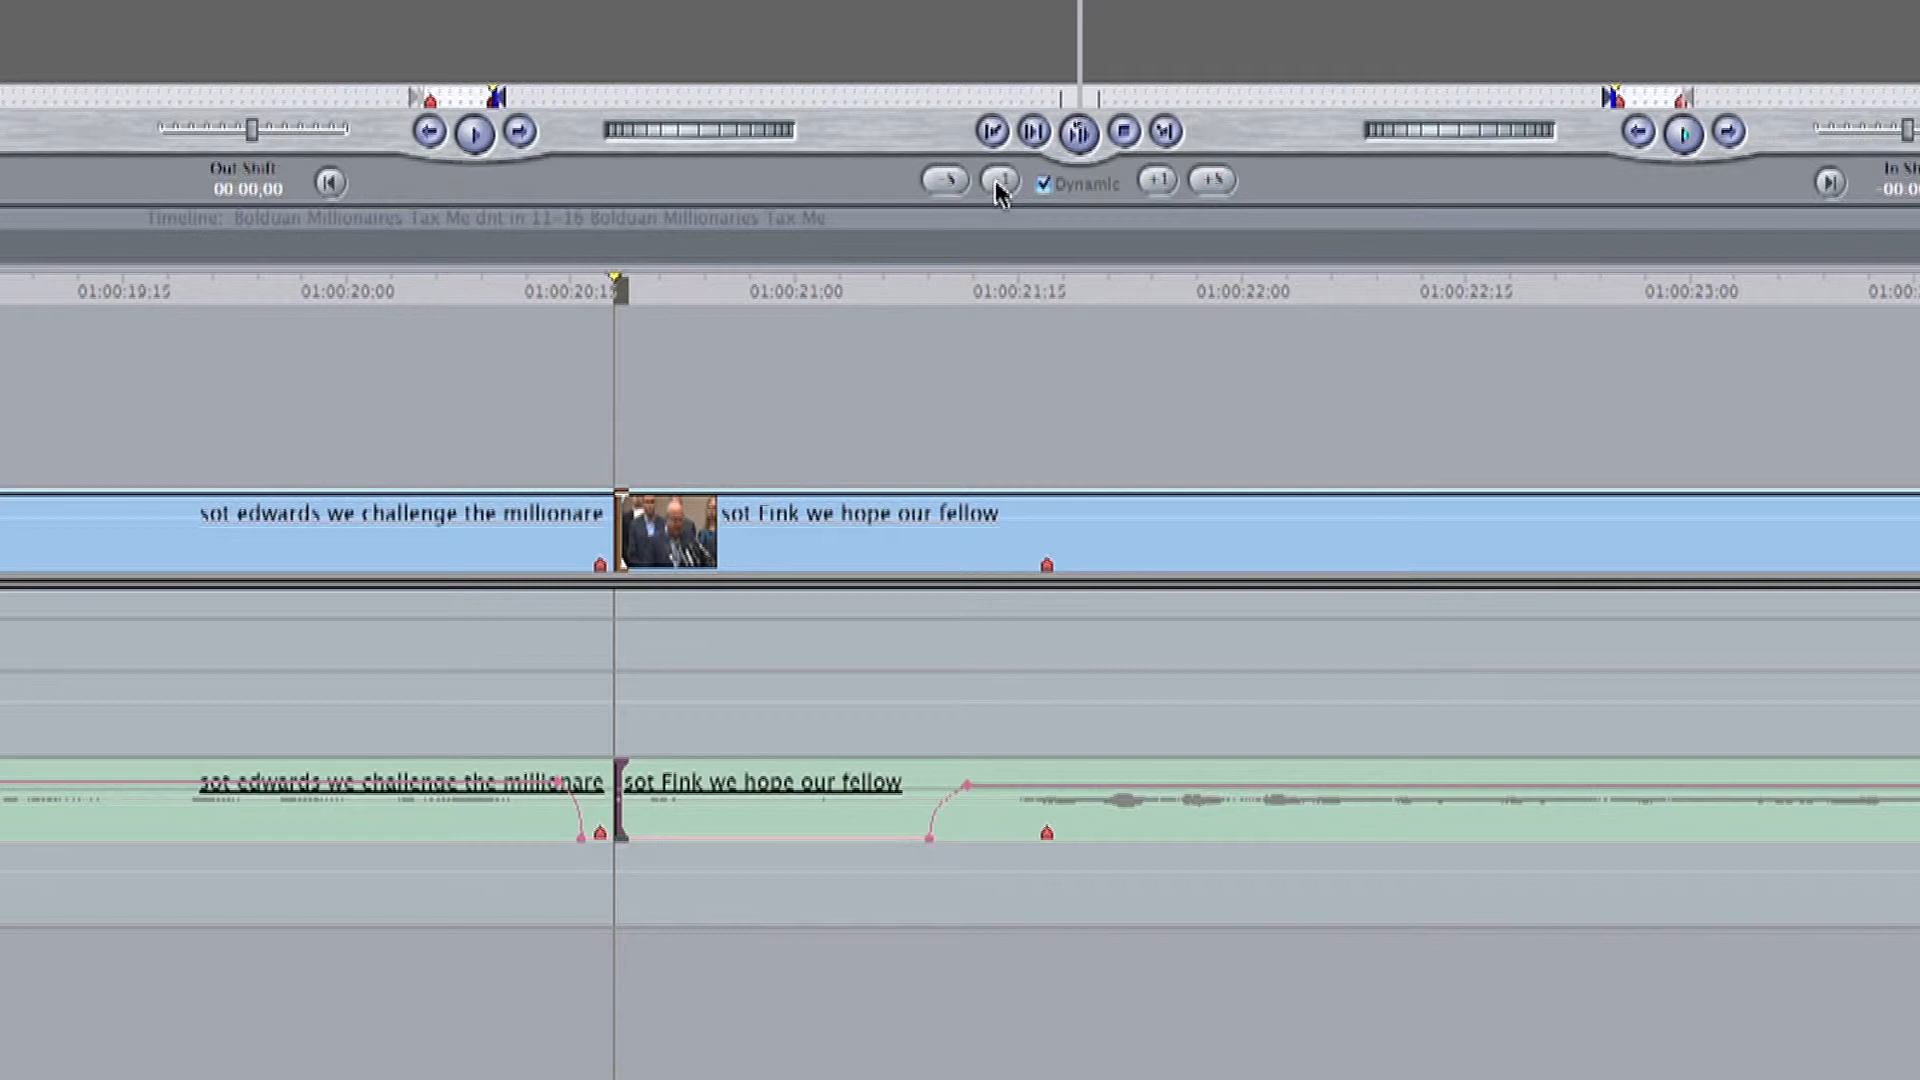 Out Shift
00:00;00
-5
-1
Dynamic
+1
+5
In Sh
-00:0
Timeline: Bolduan Millionaires Tax Me dnt in 11-16 Bolduan Millionaries Tax Me
01:00:19;15 01:00:20;00 01:00:20;15 01:00:21;00 01:00:21;15 01:00:22;00 01:00:22;15 01:00:23;00 01:00:
sot edwards we challenge the millionare
sot Fink we hope our fellow
sot edwards we challenge the millionare
sot Fink we hope our fellow